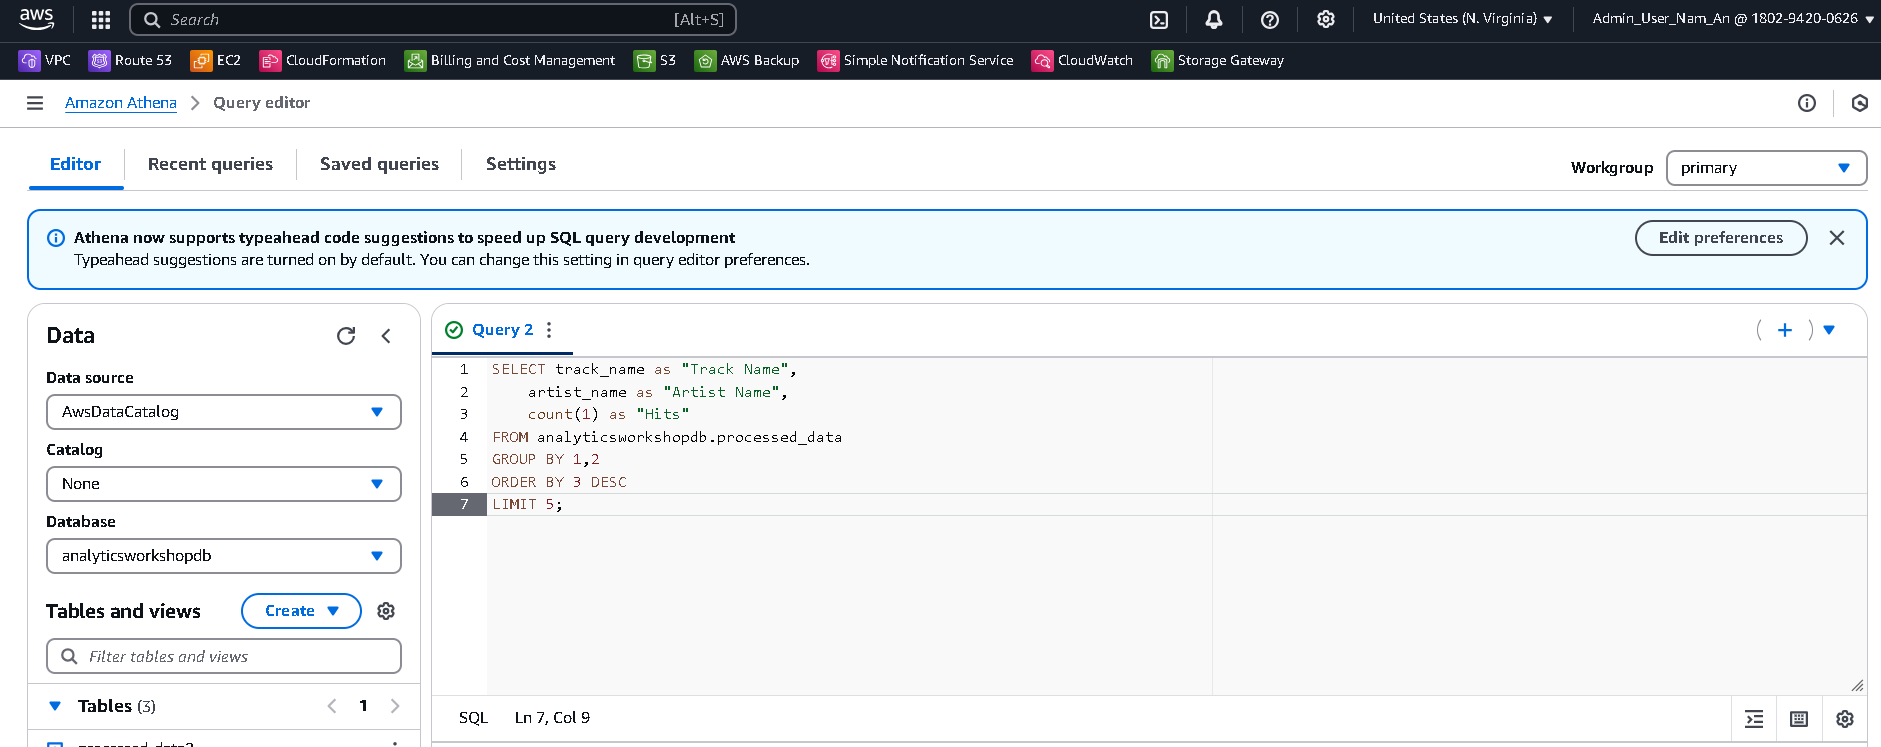 aws
Search [Alt+S]
United States (N. Virginia)
Admin_User_Nam_An @ 1802-9420-0626
VPC Route 53 EC2 CloudFormation Billing and Cost Management S3 AWS Backup Simple Notification Service CloudWatch Storage Gateway
Amazon Athena > Query editor
Editor Recent queries Saved queries Settings
Workgroup primary
Athena now supports typeahead code suggestions to speed up SQL query development
Typeahead suggestions are turned on by default. You can change this setting in query editor preferences.
Edit preferences
Data
Data source
AwsDataCatalog
Catalog
None
Database
analyticsworkshopdb
Tables and views
Create
Filter tables and views
Tables (3)
1
Query 2
1 SELECT track_name as "Track Name",
2 artist_name as "Artist Name",
3 count(1) as "Hits"
4 FROM analyticsworkshopdb.processed_data
5 GROUP BY 1,2
6 ORDER BY 3 DESC
7 LIMIT 5;
SQL Ln 7, Col 9